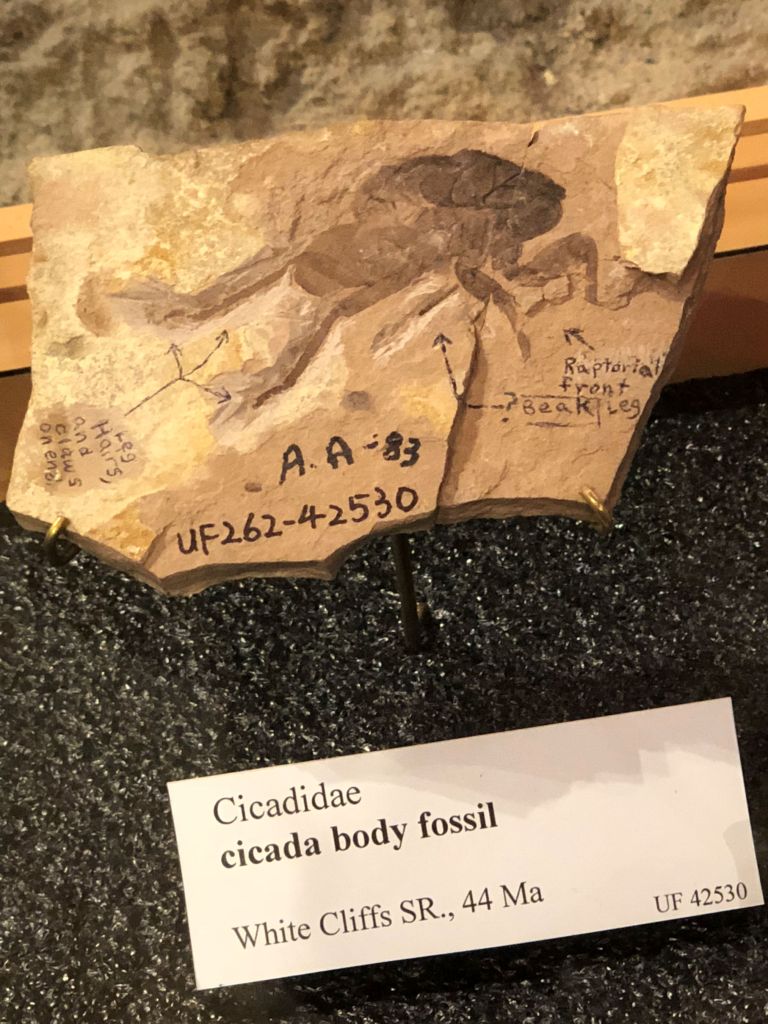 Raptorial
front
Leg
? Beak
Leg
Hairs,
and
claws
on end.
A.A-83
UF262-42530
Cicadidae
cicada body fossil
White Cliffs SR., 44 Ma
UF 42530